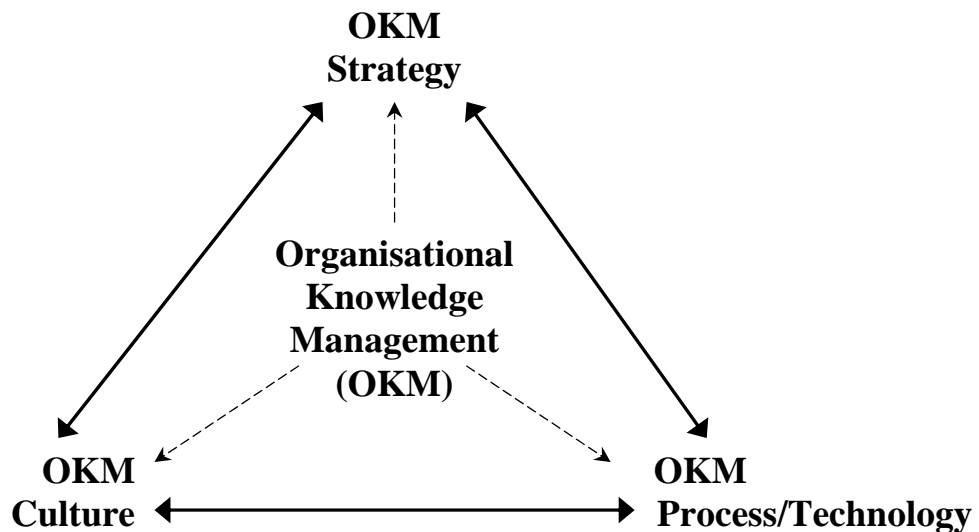 OKM
Strategy
Organisational
Knowledge
Management
(OKM)
OKM
Culture
OKM
Process/Technology